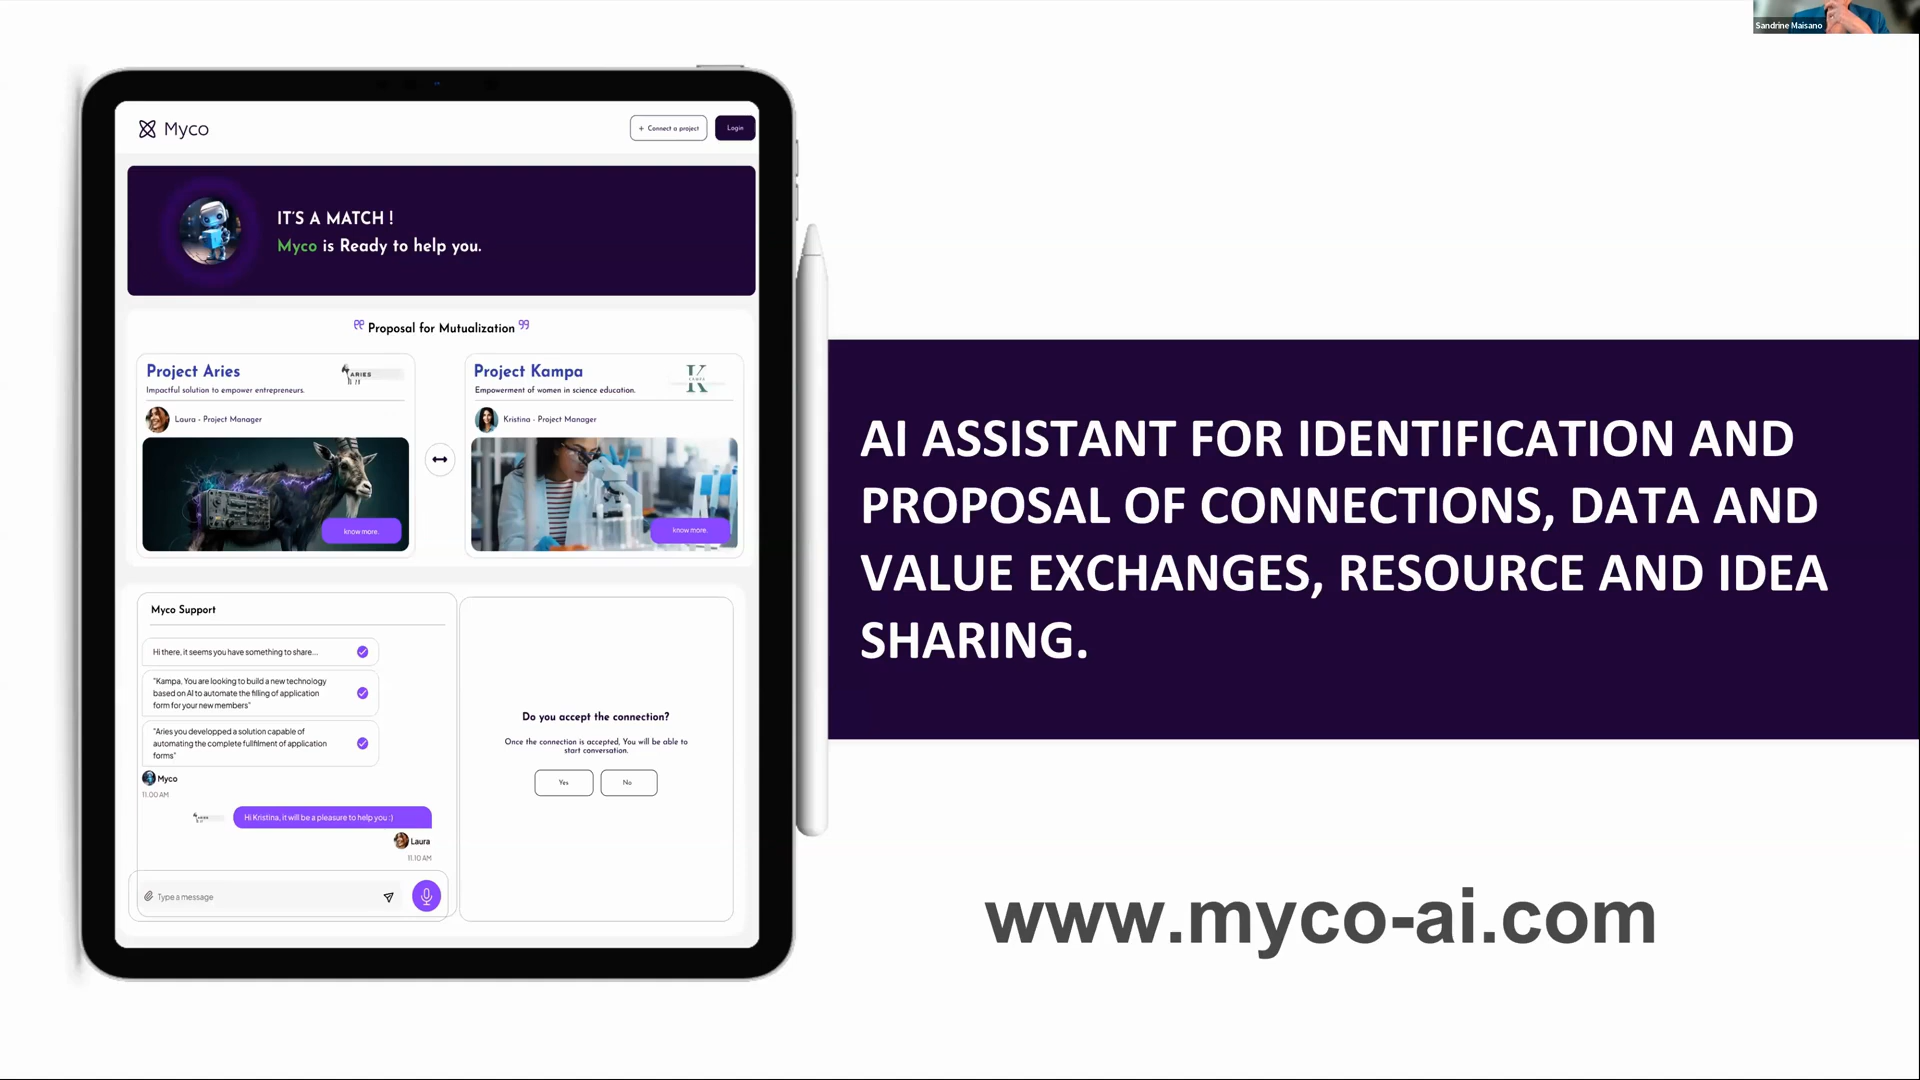 Sandrine Maisano
Myco
+ Connect a project
Login
IT'S A MATCH !
Myco is Ready to help you.
Proposal for Mutualization
Project Aries
ARIES
Impactful solution to empower entrepreneurs.
Laura - Project Manager
know more.
Project Kampa
K
Empowerment of women in science education.
Kristina - Project Manager
know more.
Myco Support
Hi there, it seems you have something to share...
"Kampa, You are looking to build a new technology
based on AI to automate the filling of application
form for your new members"
"Aries you developped a solution capable of
automating the complete fullfilment of application
forms"
Myco
11.00 AM
Hi Kristina, it will be a pleasure to help you :)
Laura
11.10 AM
Type a message
Do you accept the connection?
Once the connection is accepted, You will be able to
start conversation.
Yes
No
AI ASSISTANT FOR IDENTIFICATION AND
PROPOSAL OF CONNECTIONS, DATA AND
VALUE EXCHANGES, RESOURCE AND IDEA
SHARING.
www.myco-ai.com